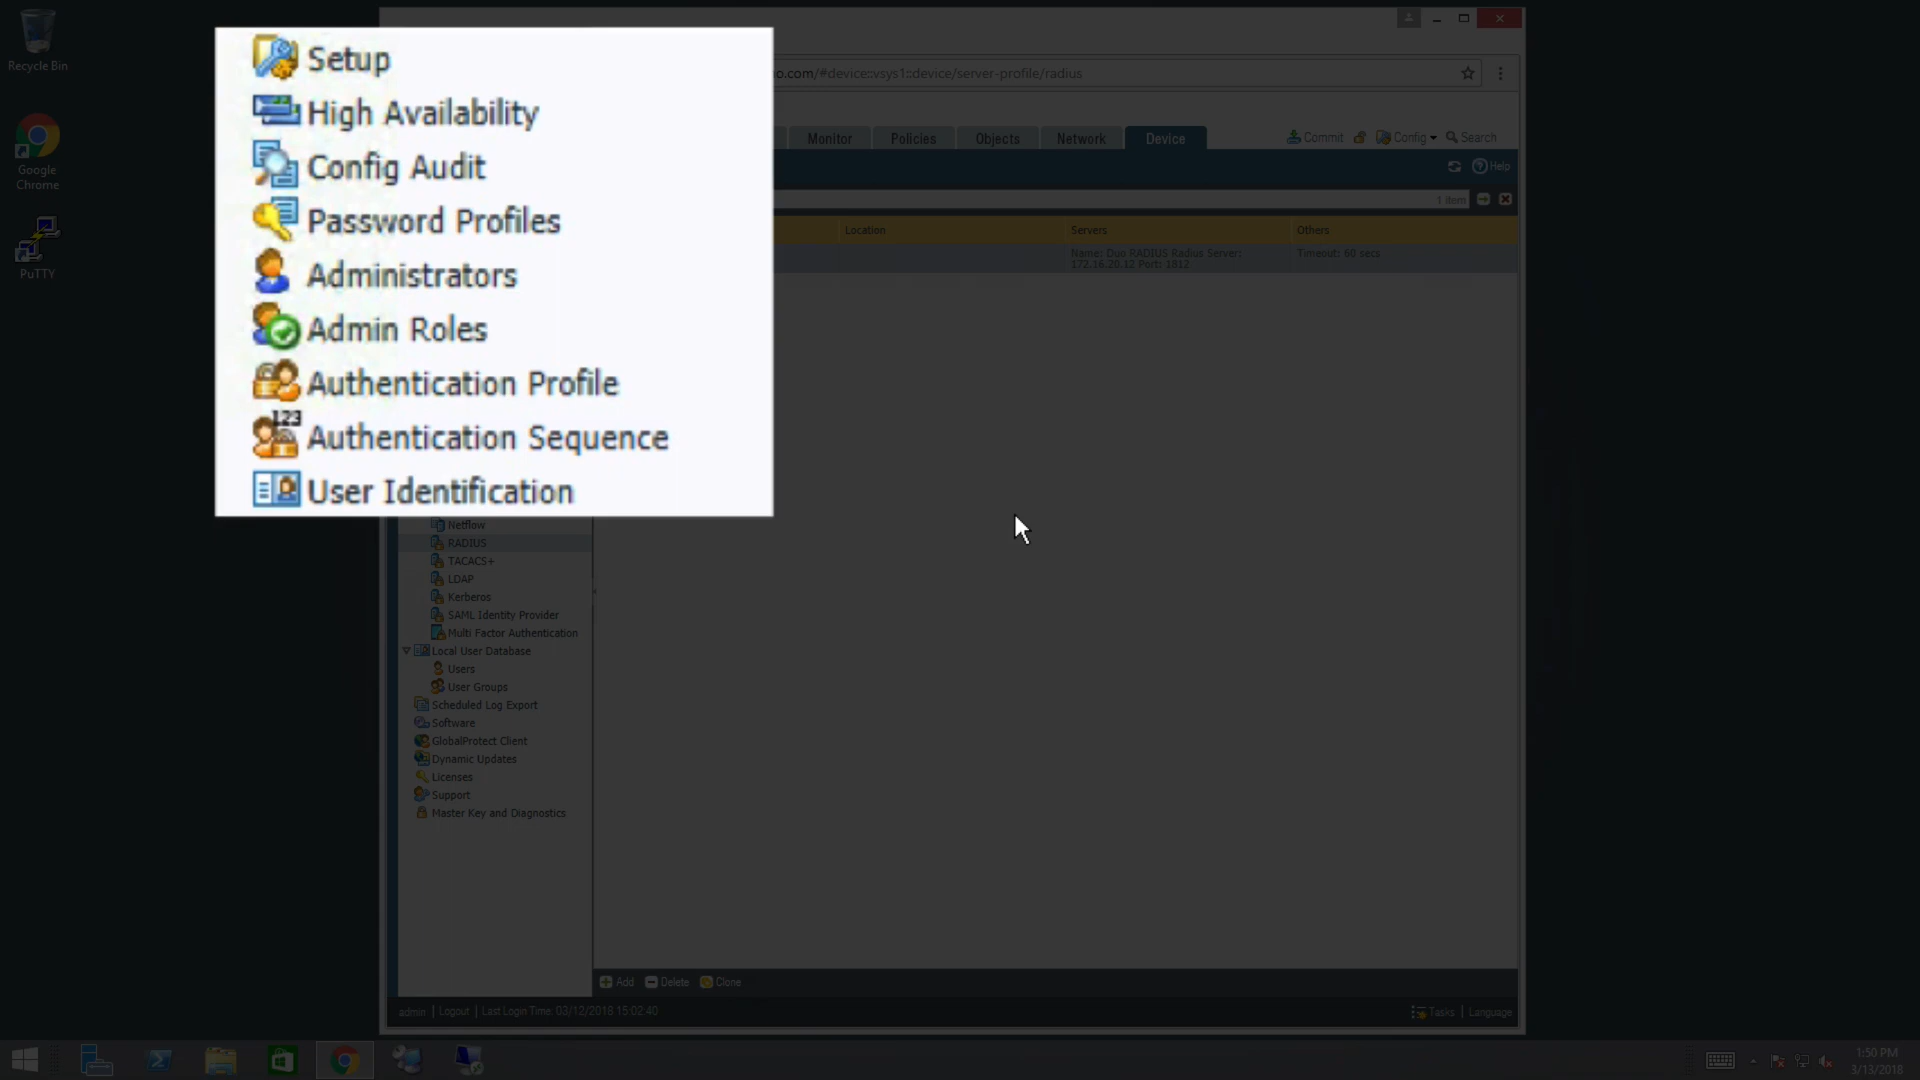 Recycle Bin
Google
Chrome
PuTTY
Setup
High Availability
Config Audit
Password Profiles
Administrators
Admin Roles
Authentication Profile
123
Authentication Sequence
User Identification
o.com/#device::vsys1::device/server-profile/radius
Monitor
Policies
Objects
Network
Device
Commit
Config
Search
Help
1 item
Location
Servers
Others
Name: Duo RADIUS Radius Server:
172.16.20.12 Port: 1812
Timeout: 60 secs
Netflow
RADIUS
TACACS+
LDAP
Kerberos
SAML Identity Provider
Multi Factor Authentication
Local User Database
Users
User Groups
Scheduled Log Export
Software
GlobalProtect Client
Dynamic Updates
Licenses
Support
Master Key and Diagnostics
Add
Delete
Clone
admin | Logout | Last Login Time: 03/12/2018 15:02:40
Tasks | Language
1:50 PM
3/13/2018